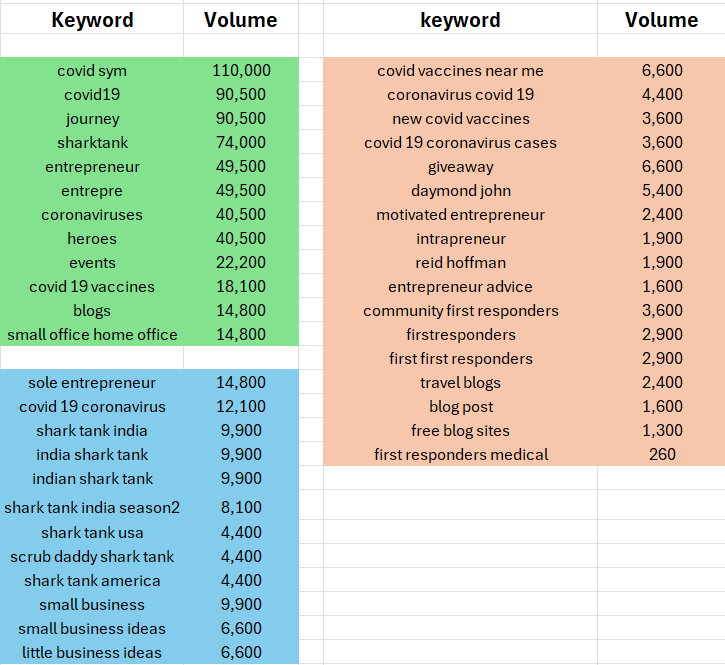 Keyword Volume
covid sym 110,000
covid19 90,500
journey 90,500
sharktank 74,000
entrepreneur 49,500
entrepre 49,500
coronaviruses 40,500
heroes 40,500
events 22,200
covid 19 vaccines 18,100
blogs 14,800
small office home office 14,800
sole entrepreneur 14,800
covid 19 coronavirus 12,100
shark tank india 9,900
india shark tank 9,900
indian shark tank 9,900
shark tank india season2 8,100
shark tank usa 4,400
scrub daddy shark tank 4,400
shark tank america 4,400
small business 9,900
small business ideas 6,600
little business ideas 6,600
keyword Volume
covid vaccines near me 6,600
coronavirus covid 19 4,400
new covid vaccines 3,600
covid 19 coronavirus cases 3,600
giveaway 6,600
daymond john 5,400
motivated entrepreneur 2,400
intrapreneur 1,900
reid hoffman 1,900
entrepreneur advice 1,600
community first responders 3,600
firstresponders 2,900
first first responders 2,900
travel blogs 2,400
blog post 1,600
free blog sites 1,300
first responders medical 260